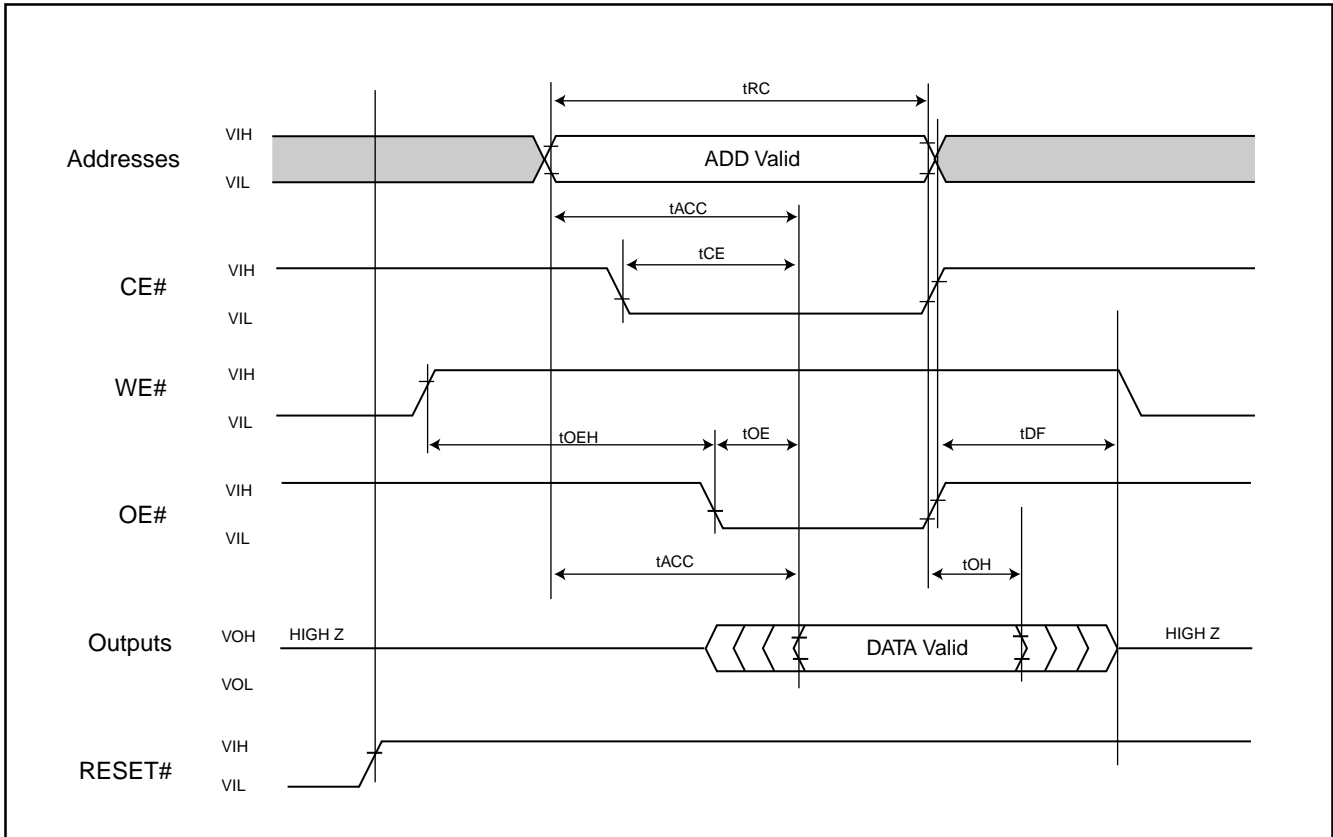 tRC
VIH
Addresses
ADD Valid
VIL
tACC
tCE
VIH
CE#
VIL
VIH
WE#
VIL
tOEH
tOE
tDF
VIH
OE#
VIL
tACC
tOH
Outputs
VOH
HIGH Z
DATA Valid
HIGH Z
VOL
VIH
RESET#
VIL